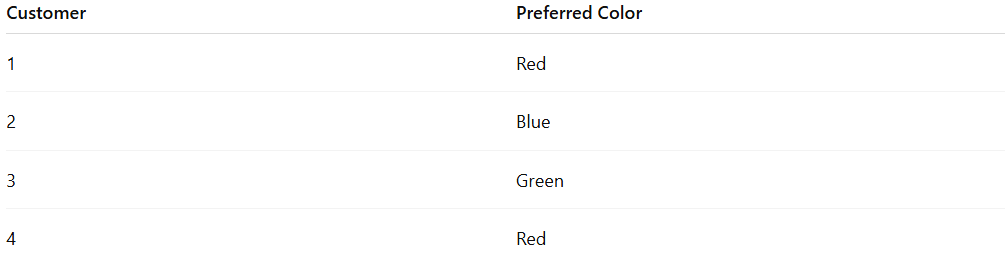 Customer Preferred Color
1 Red
2 Blue
3 Green
4 Red